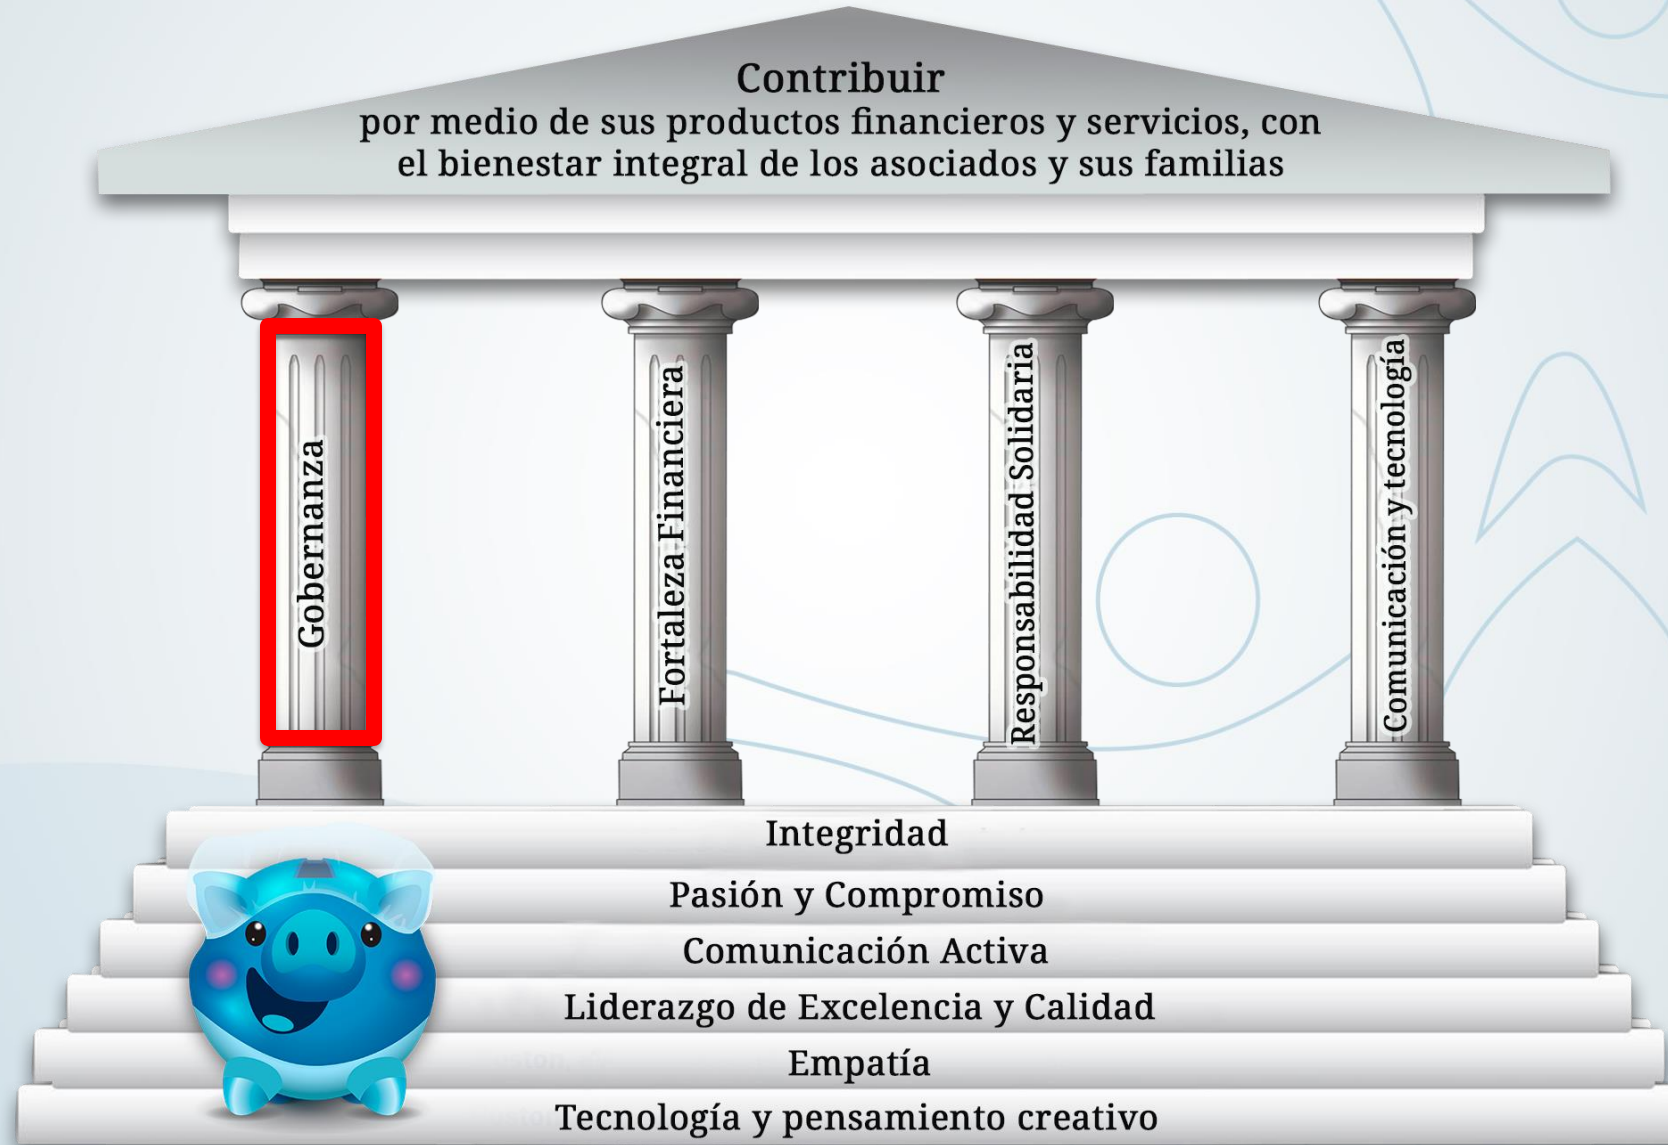 Contribuir
por medio de sus productos financieros y servicios, con
el bienestar integral de los asociados y sus familias
Gobernanza
Fortaleza Financiera
Responsabilidad Solidaria
Comunicación y tecnología
Integridad
Pasión y Compromiso
Comunicación Activa
Liderazgo de Excelencia y Calidad
Empatía
Tecnología y pensamiento creativo